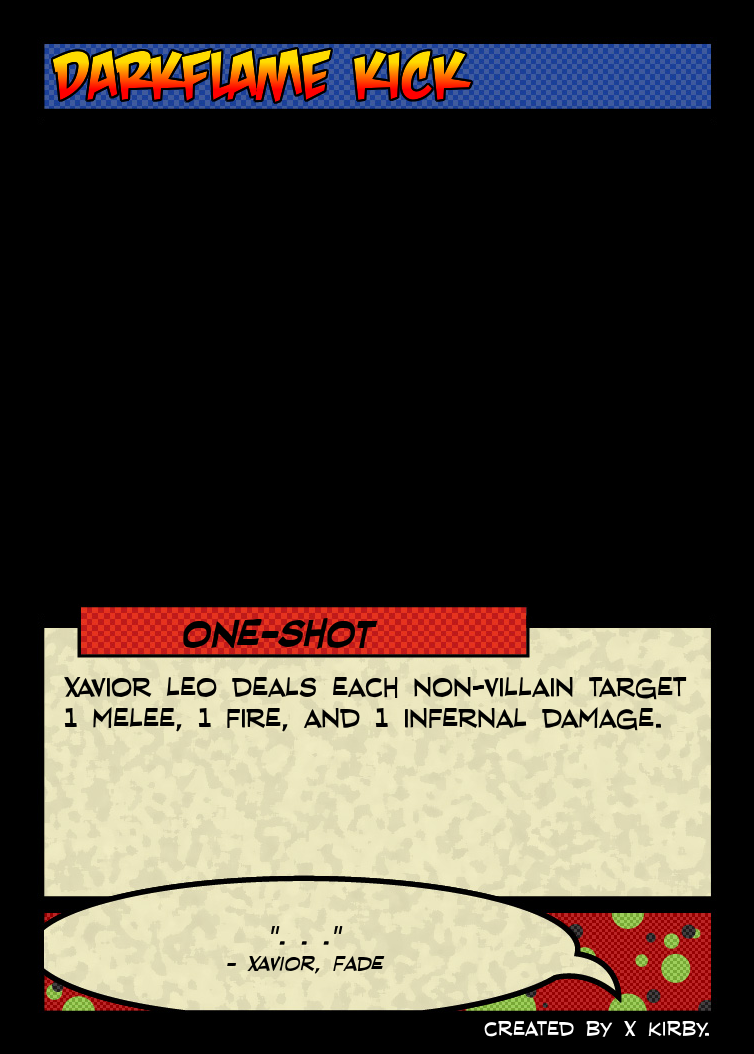 DARKFLAME KICK
ONE-SHOT
XAVIOR LEO DEALS EACH NON-VILLAIN TARGET
1 MELEE, 1 FIRE, AND 1 INFERNAL DAMAGE.
". . ."
- XAVIOR, FADE
CREATED BY X KIRBY.